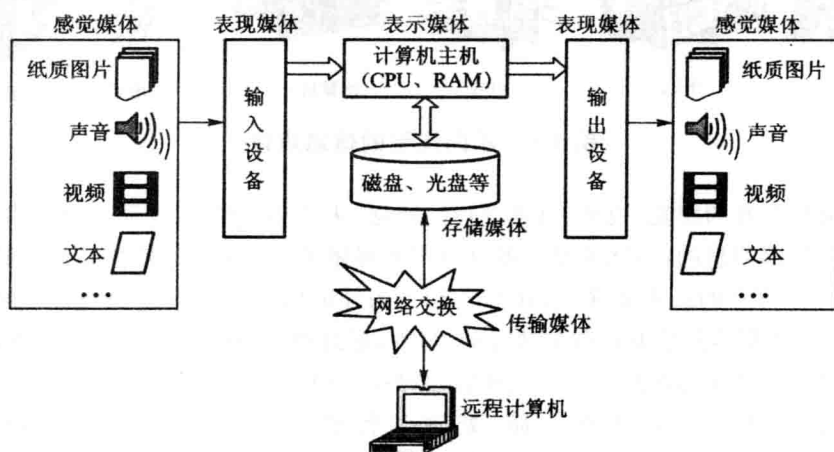 感觉媒体
表现媒体
表示媒体
表现媒体
感觉媒体
纸质图片
声音
视频
文本
…
输入设备
计算机主机
(CPU、RAM)
磁盘、光盘等
存储媒体
网络交换
传输媒体
远程计算机
输出设备
纸质图片
声音
视频
文本
…